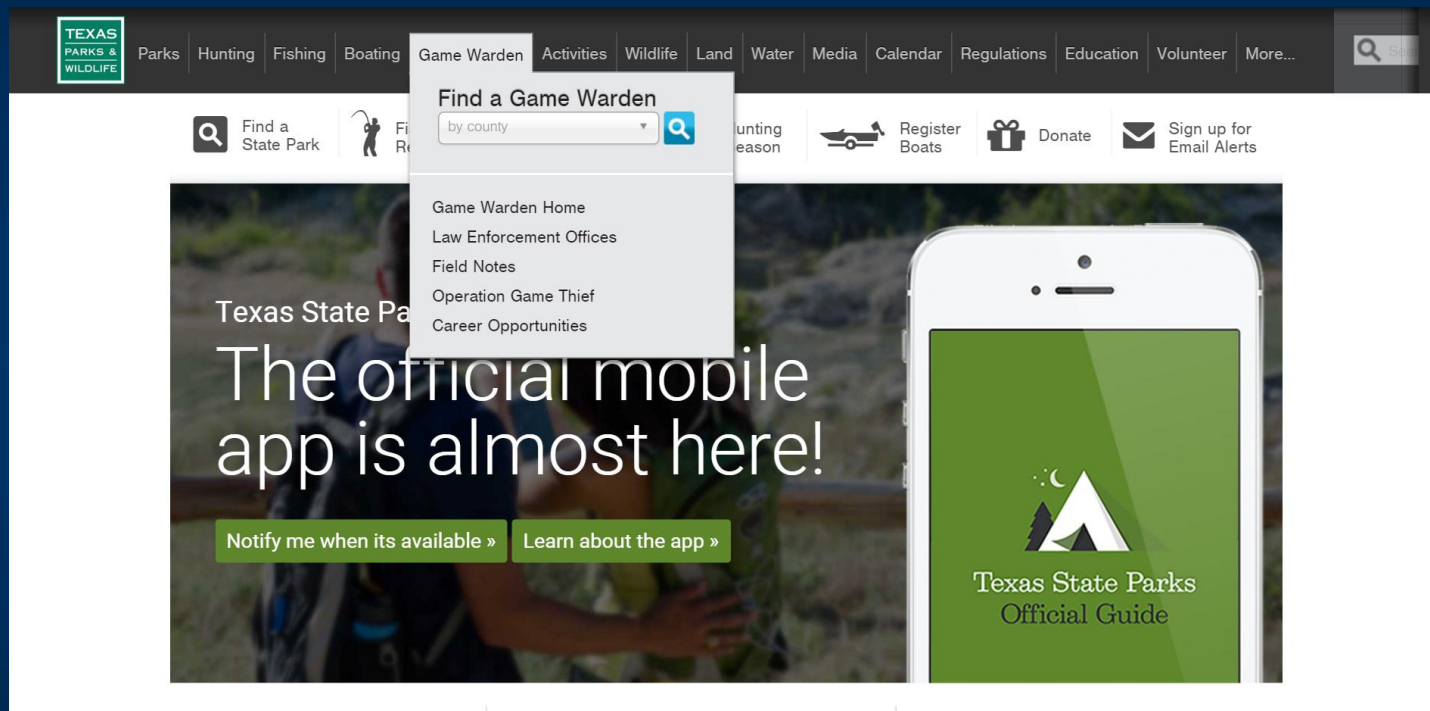 TEXAS
PARKS &
WILDLIFE
Parks Hunting Fishing Boating Game Warden Activities Wildlife Land Water Media Calendar Regulations Education Volunteer More...
Find a Game Warden
by county
Find a
State Park
Register
Boats
Donate
Sign up for
Email Alerts
Game Warden Home
Law Enforcement Offices
Field Notes
Operation Game Thief
Career Opportunities
Texas State
The official mobile
app is almost here!
Notify me when its available »
Learn about the app »
Texas State Parks
Official Guide